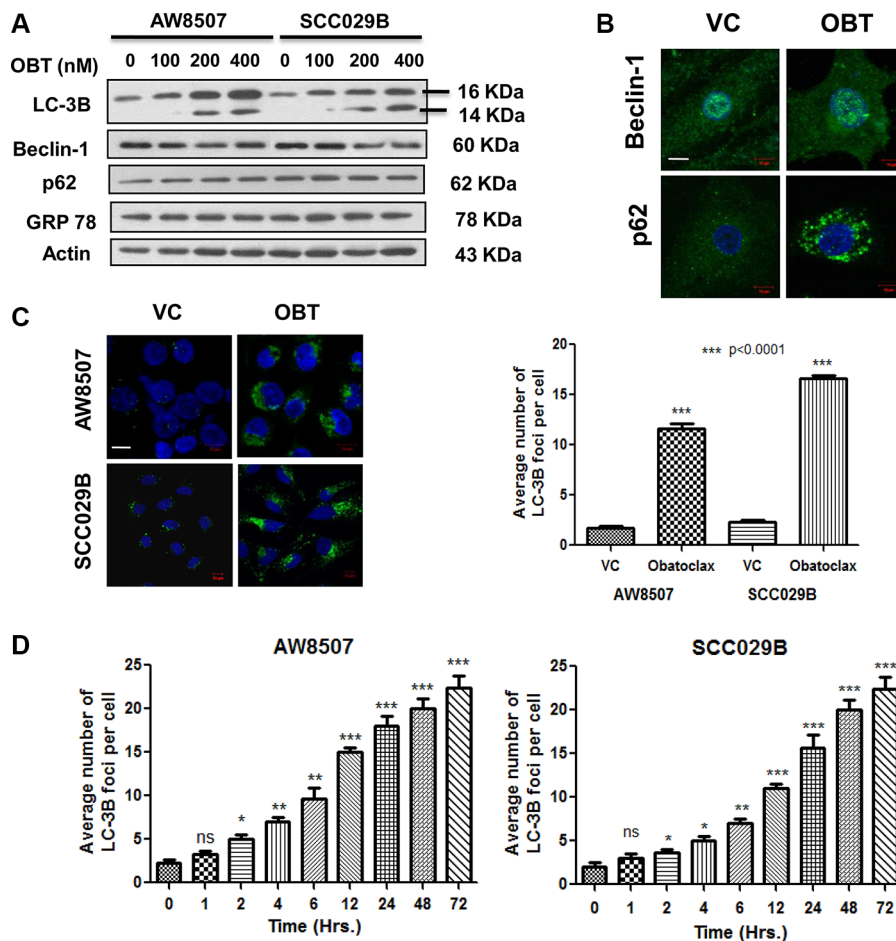 A
AW8507 SCC029B
OBT (nM) 0 100 200 400 0 100 200 400
LC-3B
16 KDa
14 KDa
Beclin-1 60 KDa
p62 62 KDa
GRP 78 78 KDa
Actin 43 KDa
B
VC OBT
Beclin-1
p62
C
VC OBT
AW8507
SCC029B
Average number of
LC-3B foci per cell
20
15
10
5
0
*** p<0.0001
***
***
VC Obatoclax VC Obatoclax
AW8507 SCC029B
D
AW8507
Average number of
LC-3B foci per cell
25
20
15
10
5
0
ns * ** ** *** *** *** ***
0 1 2 4 6 12 24 48 72
Time (Hrs.)
SCC029B
Average number of
LC-3B foci per cell
25
20
15
10
5
0
ns * * ** *** *** *** ***
0 1 2 4 6 12 24 48 72
Time (Hrs.)